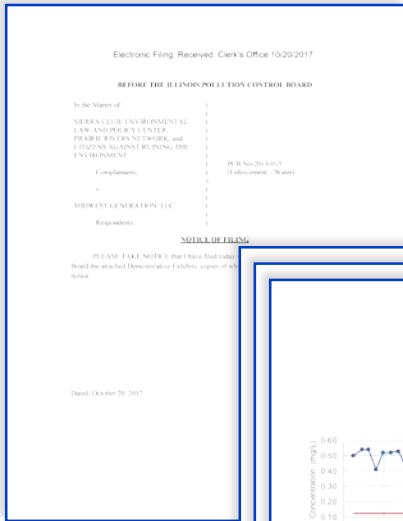 Electronic Filing: Received, Clerk's Office 10/20/2017
BEFORE THE ILLINOIS POLLUTION CONTROL BOARD
In the Matter of:
SIERRA CLUB, ENVIRONMENTAL
LAW AND POLICY CENTER,
PRAIRIE RIVERS NETWORK, and
CITIZENS AGAINST RUINING THE
ENVIRONMENT
Complainants,
PCB No-2013-015
(Enforcement – Water)
v.
MIDWEST GENERATION, LLC,
Respondents
NOTICE OF FILING
PLEASE TAKE NOTICE that I have filed today
Board the attached Demonstrative Exhibits, copies of
notice.
Dated: October 20, 2017
Concentration (mg/L)
0.60
0.50
0.40
0.30
0.20
0.10